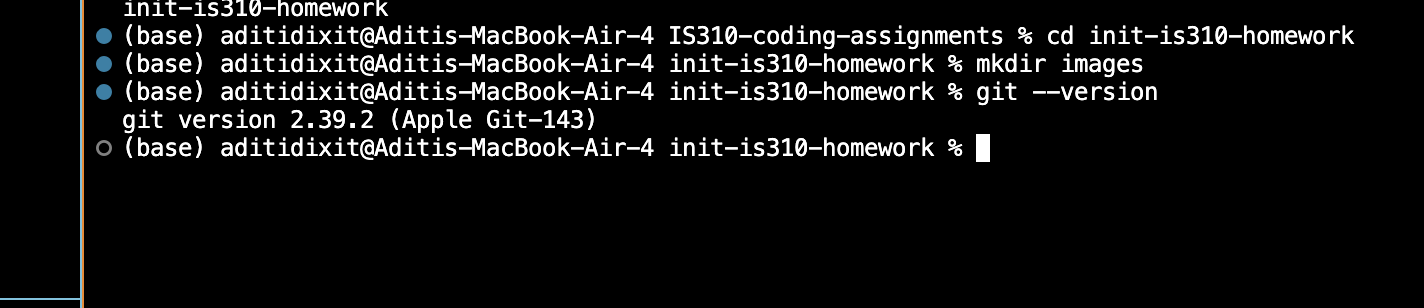 init-is310-homework
(base) aditidixit@Aditis-MacBook-Air-4 IS310-coding-assignments % cd init-is310-homework
(base) aditidixit@Aditis-MacBook-Air-4 init-is310-homework % mkdir images
(base) aditidixit@Aditis-MacBook-Air-4 init-is310-homework % git --version
git version 2.39.2 (Apple Git-143)
(base) aditidixit@Aditis-MacBook-Air-4 init-is310-homework %